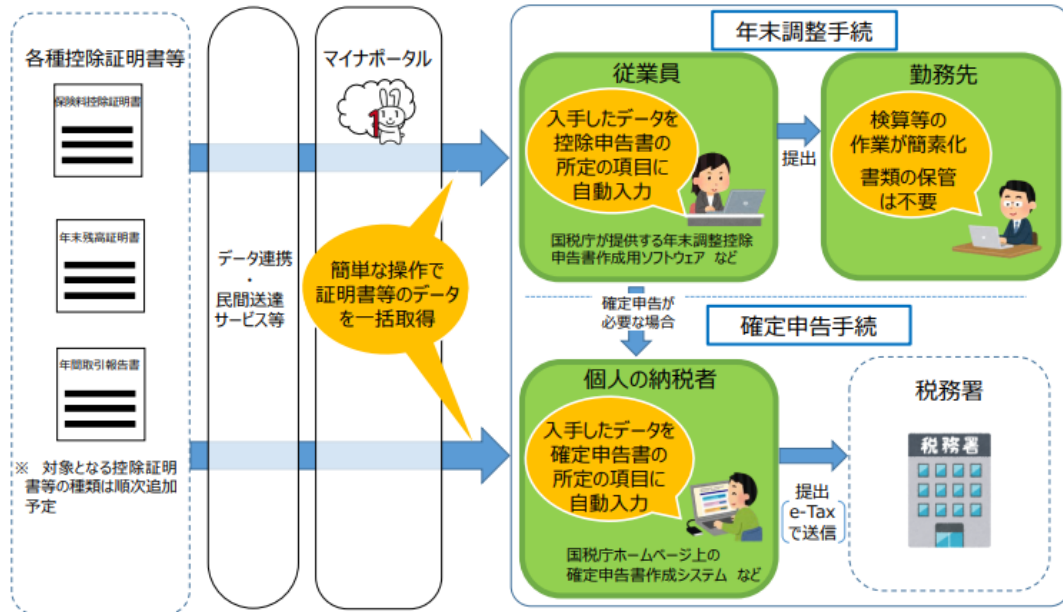 各種控除証明書等
保険料控除証明書
年末残高証明書
年間取引報告書
※ 対象となる控除証明
書等の種類は順次追加
予定
データ連携
・
民間送達
サービス等
マイナポータル
1
簡単な操作で
証明書等のデータ
を一括取得
年末調整手続
従業員
入手したデータを
控除申告書の
所定の項目に
自動入力
国税庁が提供する年末調整控除
申告書作成用ソフトウェア など
提出
勤務先
検算等の
作業が簡素化
書類の保管
は不要
確定申告が
必要な場合
確定申告手続
個人の納税者
入手したデータを
確定申告書の
所定の項目に
自動入力
国税庁ホームページ上の
確定申告書作成システム など
提出
e-Tax
で送信
税務署
税務署